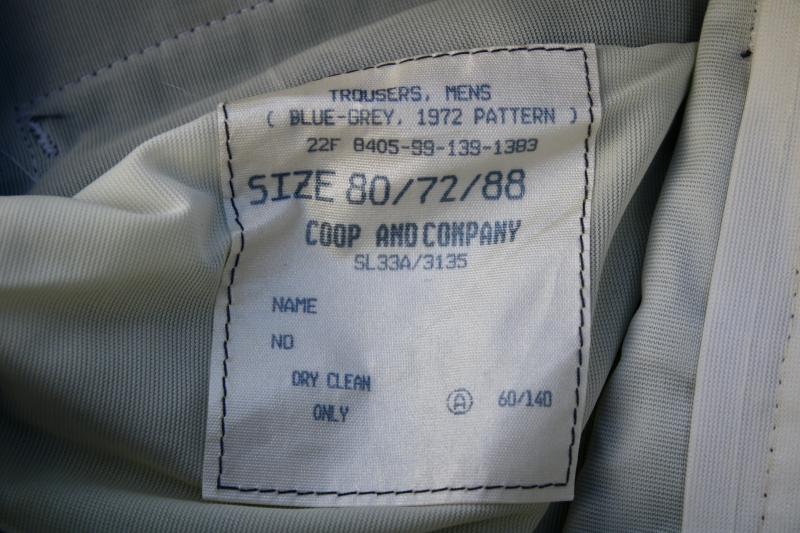 TROUSERS, MENS
( BLUE-GREY, 1972 PATTERN )
22F 8405-99-139-1383
SIZE 80/72/88
COOP AND COMPANY
SL33A/3135
NAME
NO
DRY CLEAN
ONLY
Ⓐ 60/140